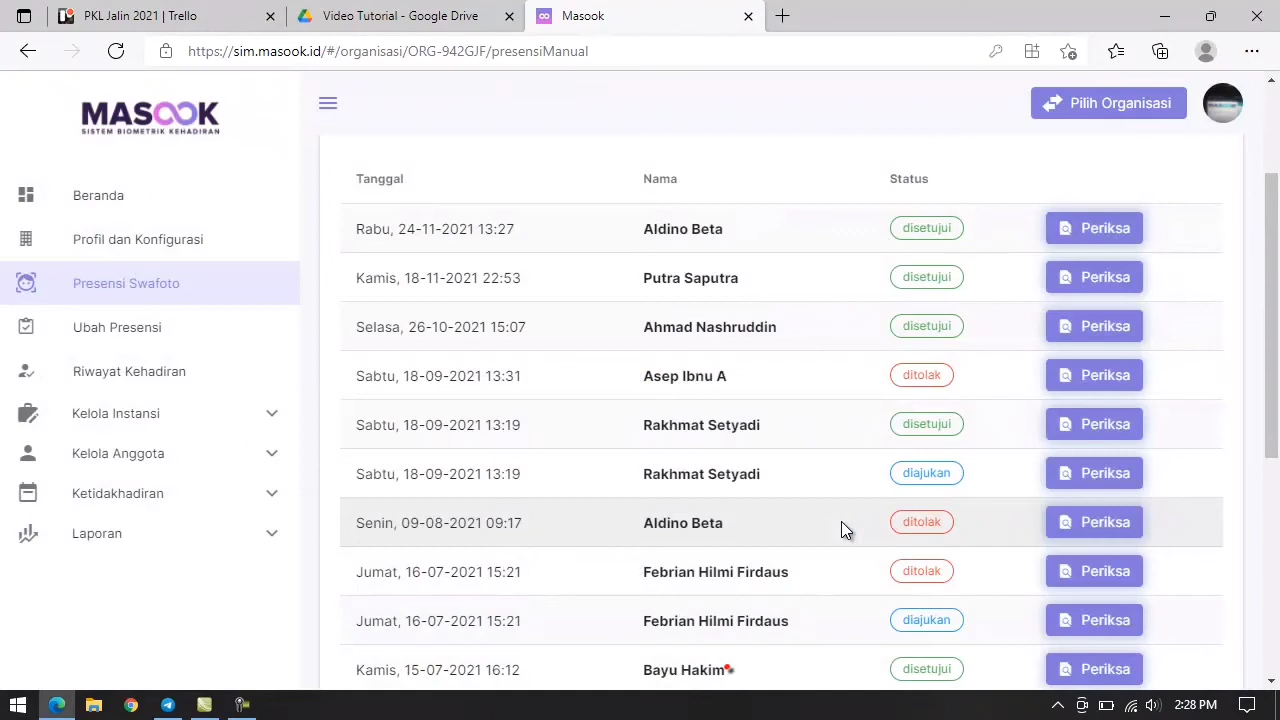 PKL Jan 2021 | Trello
Video Tutorial - Google Drive
Masook
https://sim.masook.id/#/organisasi/ORG-942GJF/presensiManual
MASOOK
SISTEM BIOMETRIK KEHADIRAN
Pilih Organisasi
Beranda
Profil dan Konfigurasi
Presensi Swafoto
Ubah Presensi
Riwayat Kehadiran
Kelola Instansi
Kelola Anggota
Ketidakhadiran
Laporan
Tanggal Nama Status
Rabu, 24-11-2021 13:27 Aldino Beta disetujui Periksa
Kamis, 18-11-2021 22:53 Putra Saputra disetujui Periksa
Selasa, 26-10-2021 15:07 Ahmad Nashruddin disetujui Periksa
Sabtu, 18-09-2021 13:31 Asep Ibnu A ditolak Periksa
Sabtu, 18-09-2021 13:19 Rakhmat Setyadi disetujui Periksa
Sabtu, 18-09-2021 13:19 Rakhmat Setyadi diajukan Periksa
Senin, 09-08-2021 09:17 Aldino Beta ditolak Periksa
Jumat, 16-07-2021 15:21 Febrian Hilmi Firdaus ditolak Periksa
Jumat, 16-07-2021 15:21 Febrian Hilmi Firdaus diajukan Periksa
Kamis, 15-07-2021 16:12 Bayu Hakim disetujui Periksa
2:28 PM